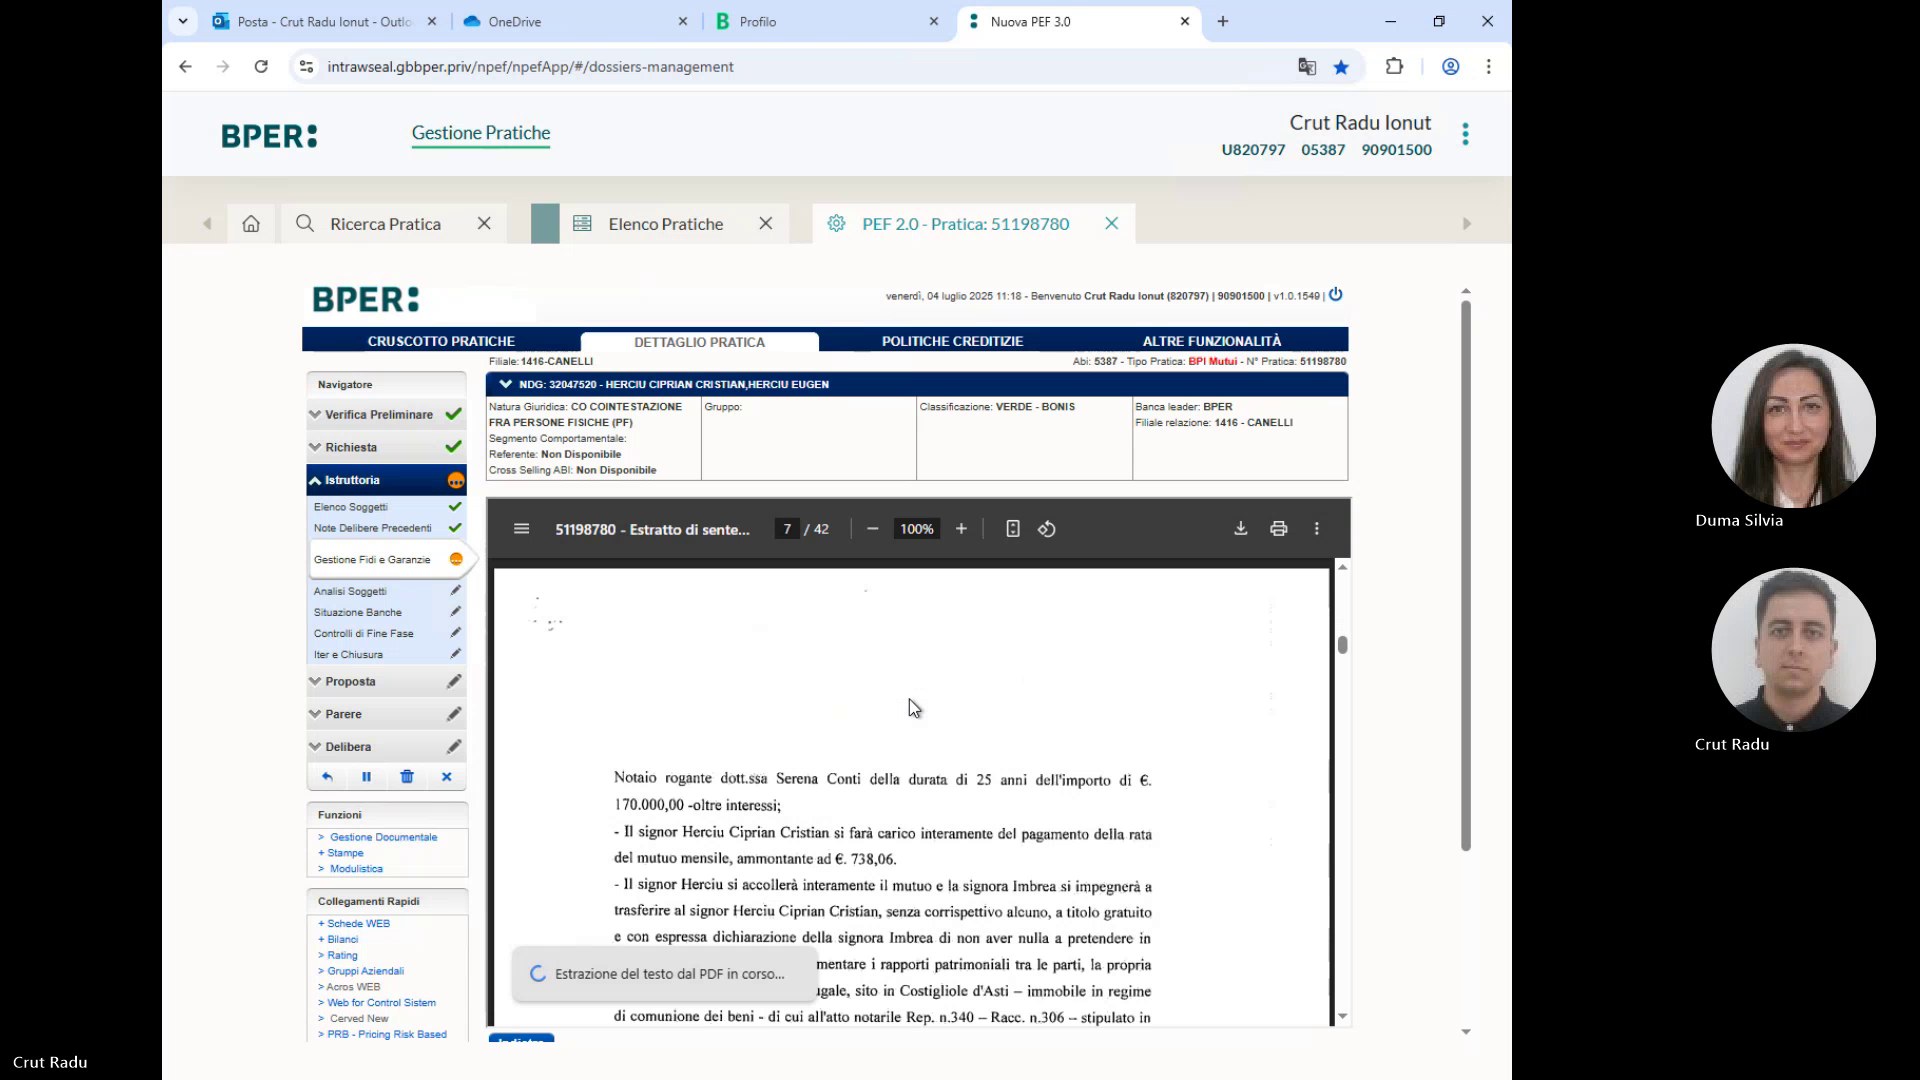 Posta - Crut Radu Ionut - Outlo
OneDrive
Profilo
Nuova PEF 3.0
intrawseal.gbbper.priv/npef/npefApp/#/dossiers-management
BPER:
Gestione Pratiche
Crut Radu Ionut
U820797 05387 90901500
Ricerca Pratica
Elenco Pratiche
PEF 2.0 - Pratica: 51198780
BPER:
venerdì, 04 luglio 2025 11:18 - Benvenuto Crut Radu Ionut (820797) | 90901500 | v1.0.1549 |
CRUSCOTTO PRATICHE
DETTAGLIO PRATICA
POLITICHE CREDITIZIE
ALTRE FUNZIONALITÀ
Filiale: 1416-CANELLI
Abi: 5387 - Tipo Pratica: BPI Mutui - N° Pratica: 51198780
Navigatore
Verifica Preliminare
Richiesta
Istruttoria
Elenco Soggetti
Note Delibere Precedenti
Gestione Fidi e Garanzie
Analisi Soggetti
Situazione Banche
Controlli di Fine Fase
Iter e Chiusura
Proposta
Parere
Delibera
Funzioni
> Gestione Documentale
+ Stampe
> Modulistica
Collegamenti Rapidi
+ Schede WEB
+ Bilanci
> Rating
> Gruppi Aziendali
> Acros WEB
> Web for Control Sistem
> Cerved New
> PRB - Pricing Risk Based
NDG: 32047520 - HERCIU CIPRIAN CRISTIAN,HERCIU EUGEN
Natura Giuridica: CO COINTESTAZIONE
FRA PERSONE FISICHE (PF)
Segmento Comportamentale:
Referente: Non Disponibile
Cross Selling ABI: Non Disponibile
Gruppo:
Classificazione: VERDE - BONIS
Banca leader: BPER
Filiale relazione: 1416 - CANELLI
51198780 - Estratto di sente...
7 / 42
100%
Notaio rogante dott.ssa Serena Conti della durata di 25 anni dell'importo di €.
170.000,00 -oltre interessi;
- Il signor Herciu Ciprian Cristian si farà carico interamente del pagamento della rata
del mutuo mensile, ammontante ad €. 738,06.
- Il signor Herciu si accollerà interamente il mutuo e la signora Imbrea si impegnerà a
trasferire al signor Herciu Ciprian Cristian, senza corrispettivo alcuno, a titolo gratuito
e con espressa dichiarazione della signora Imbrea di non aver nulla a pretendere in
mentare i rapporti patrimoniali tra le parti, la propria
ugale, sito in Costigliole d'Asti – immobile in regime
di comunione dei beni - di cui all'atto notarile Rep. n.340 – Racc. n.306 – stipulato in
Estrazione del testo dal PDF in corso...
Indietro
Duma Silvia
Crut Radu
Crut Radu